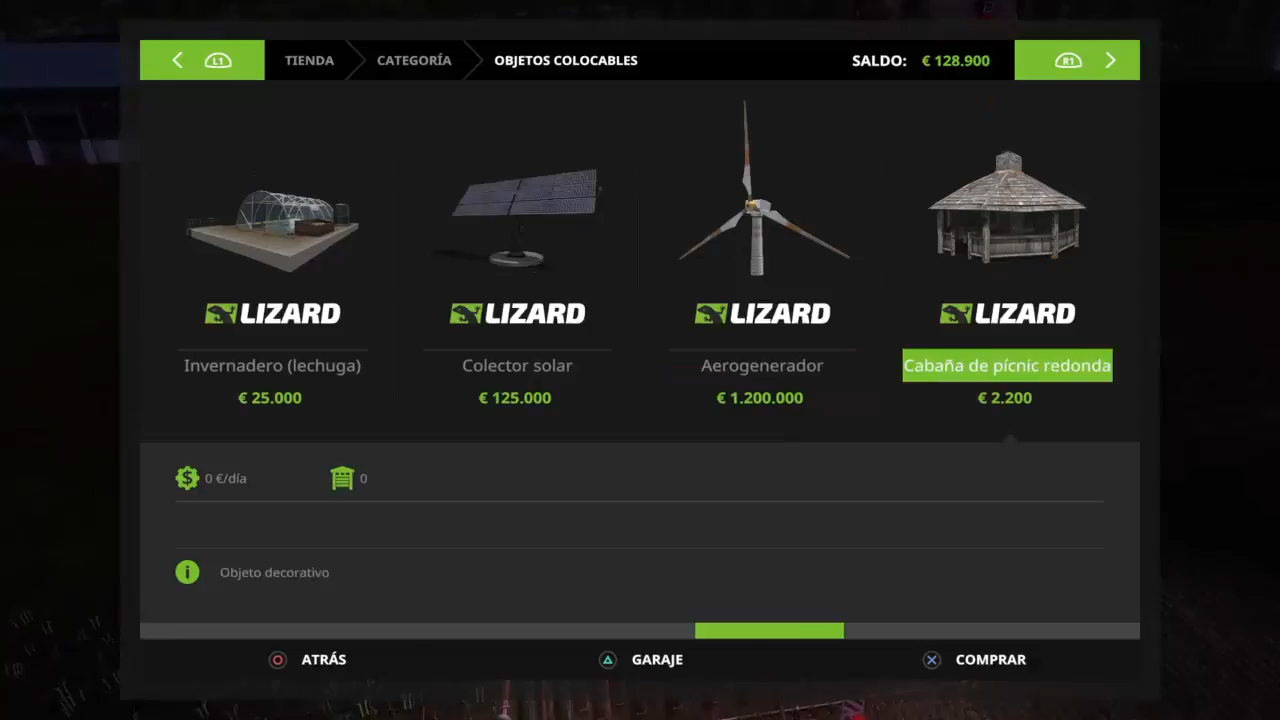 L1
TIENDA
CATEGORÍA
OBJETOS COLOCABLES
SALDO: € 128.900
R1
LIZARD
LIZARD
LIZARD
LIZARD
Invernadero (lechuga)
Colector solar
Aerogenerador
Cabaña de pícnic redonda
€ 25.000
€ 125.000
€ 1.200.000
€ 2.200
0 €/día
0
Objeto decorativo
ATRÁS
GARAJE
COMPRAR